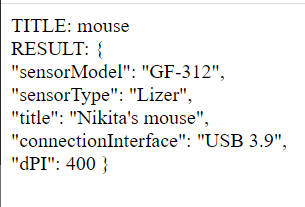 TITLE: mouse
RESULT: {
"sensorModel": "GF-312",
"sensorType": "Lizer",
"title": "Nikita's mouse",
"connectionInterface": "USB 3.9",
"dPI": 400 }